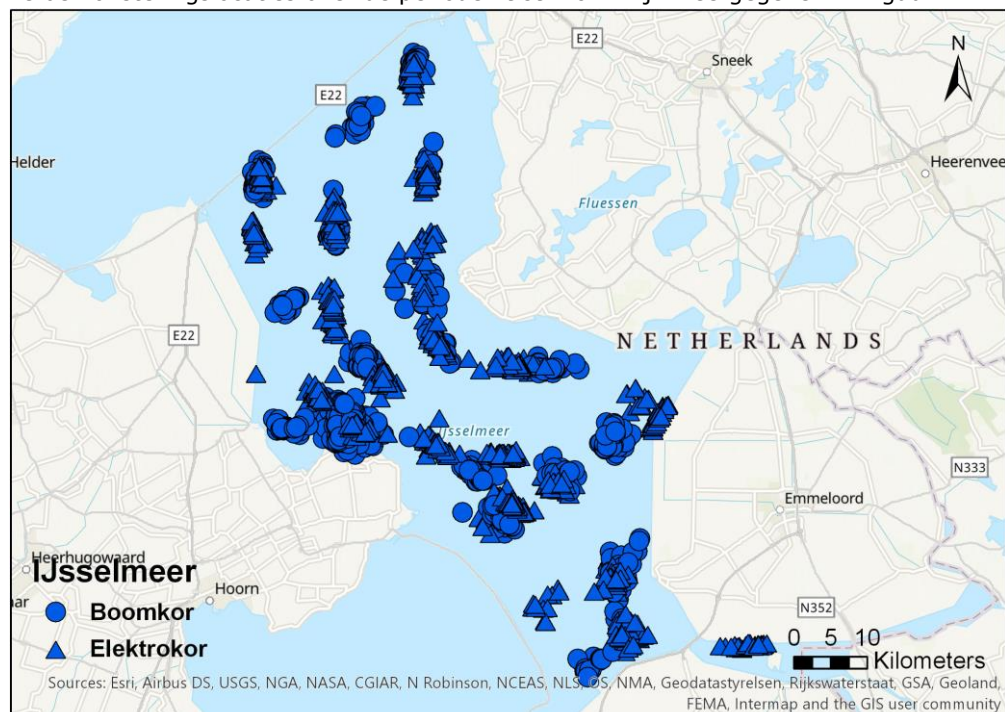 E22
Sneek
N
E22
Helder
Heerenvee
Fluessen
E22
NETHERLANDS
IJsselmeer
N333
Emmeloord
Heerhugowaard
IJsselmeer
Hoorn
N352
Boomkor
Elektrokor
0 5 10
Kilometers
Sources: Esri, Airbus DS, USGS, NGA, NASA, CGIAR, N Robinson, NCEAS, NLS, OS, NMA, Geodatastyrelsen, Rijkswaterstaat, GSA, Geoland,
FEMA, Intermap and the GIS user community